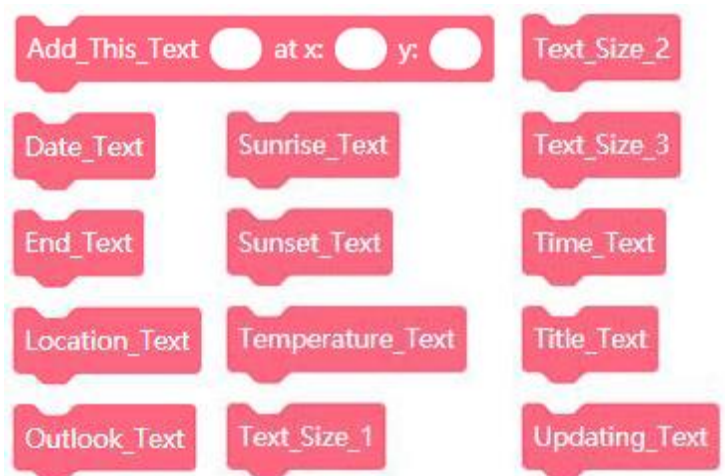 Add_This_Text at x: y:
Text_Size_2
Date_Text
Sunrise_Text
Text_Size_3
End_Text
Sunset_Text
Time_Text
Location_Text
Temperature_Text
Title_Text
Outlook_Text
Text_Size_1
Updating_Text